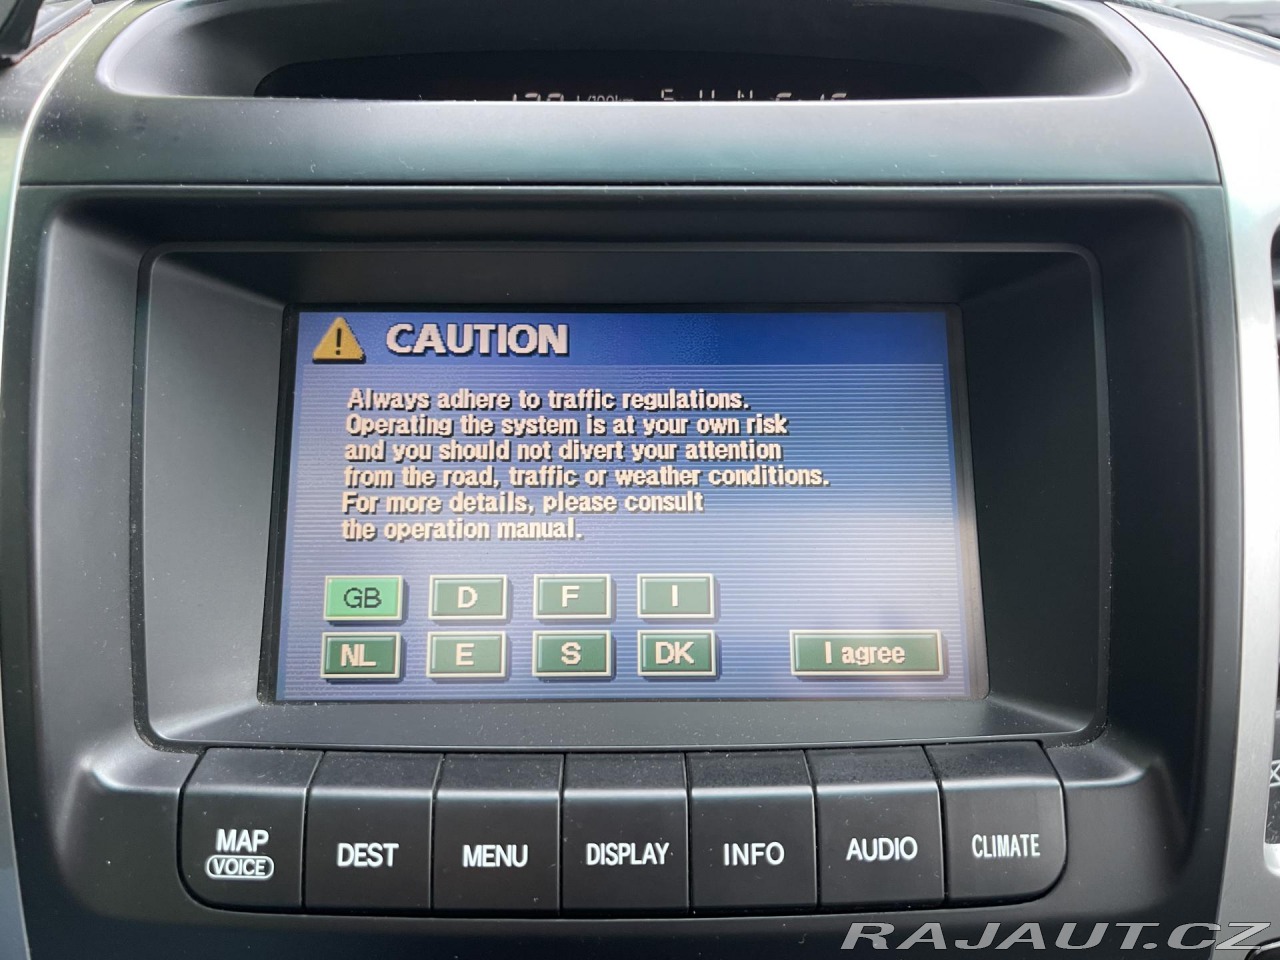 CAUTION
Always adhere to traffic regulations.
Operating the system is at your own risk
and you should not divert your attention
from the road, traffic or weather conditions.
For more details, please consult
the operation manual.
GB D F I
NL E S DK I agree
MAP DEST MENU DISPLAY INFO AUDIO CLIMATE
VOICE
RAJAUT.CZ